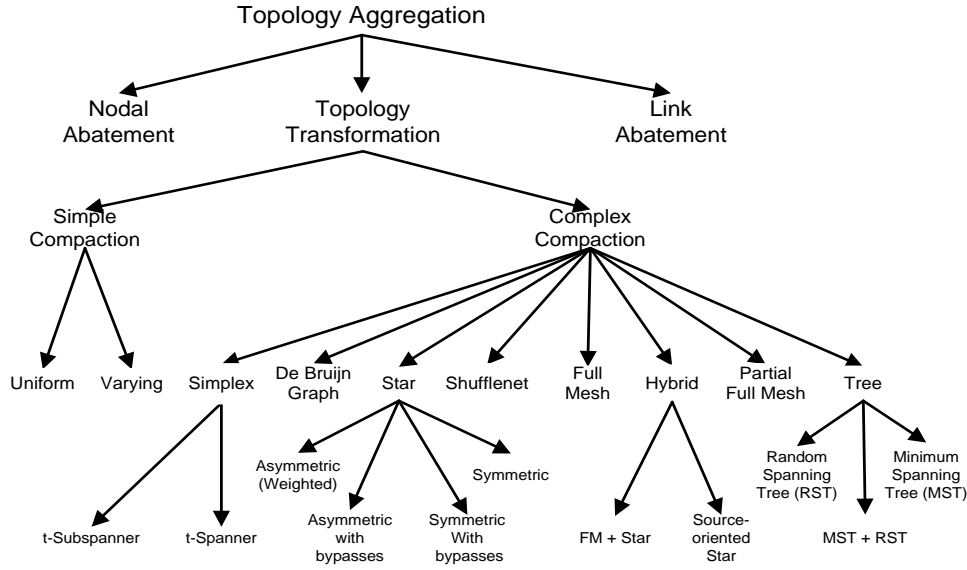 Topology Aggregation
Nodal
Abatement
Topology
Transformation
Link
Abatement
Simple
Compaction
Complex
Compaction
Uniform
Varying
Simplex
De Bruijn
Graph
Star
Shufflenet
Full
Mesh
Hybrid
Partial
Full Mesh
Tree
Asymmetric
(Weighted)
Symmetric
Random
Spanning
Tree (RST)
Minimum
Spanning
Tree (MST)
t-Subspanner
t-Spanner
Asymmetric
with
bypasses
Symmetric
With
bypasses
FM + Star
Source-
oriented
Star
MST + RST